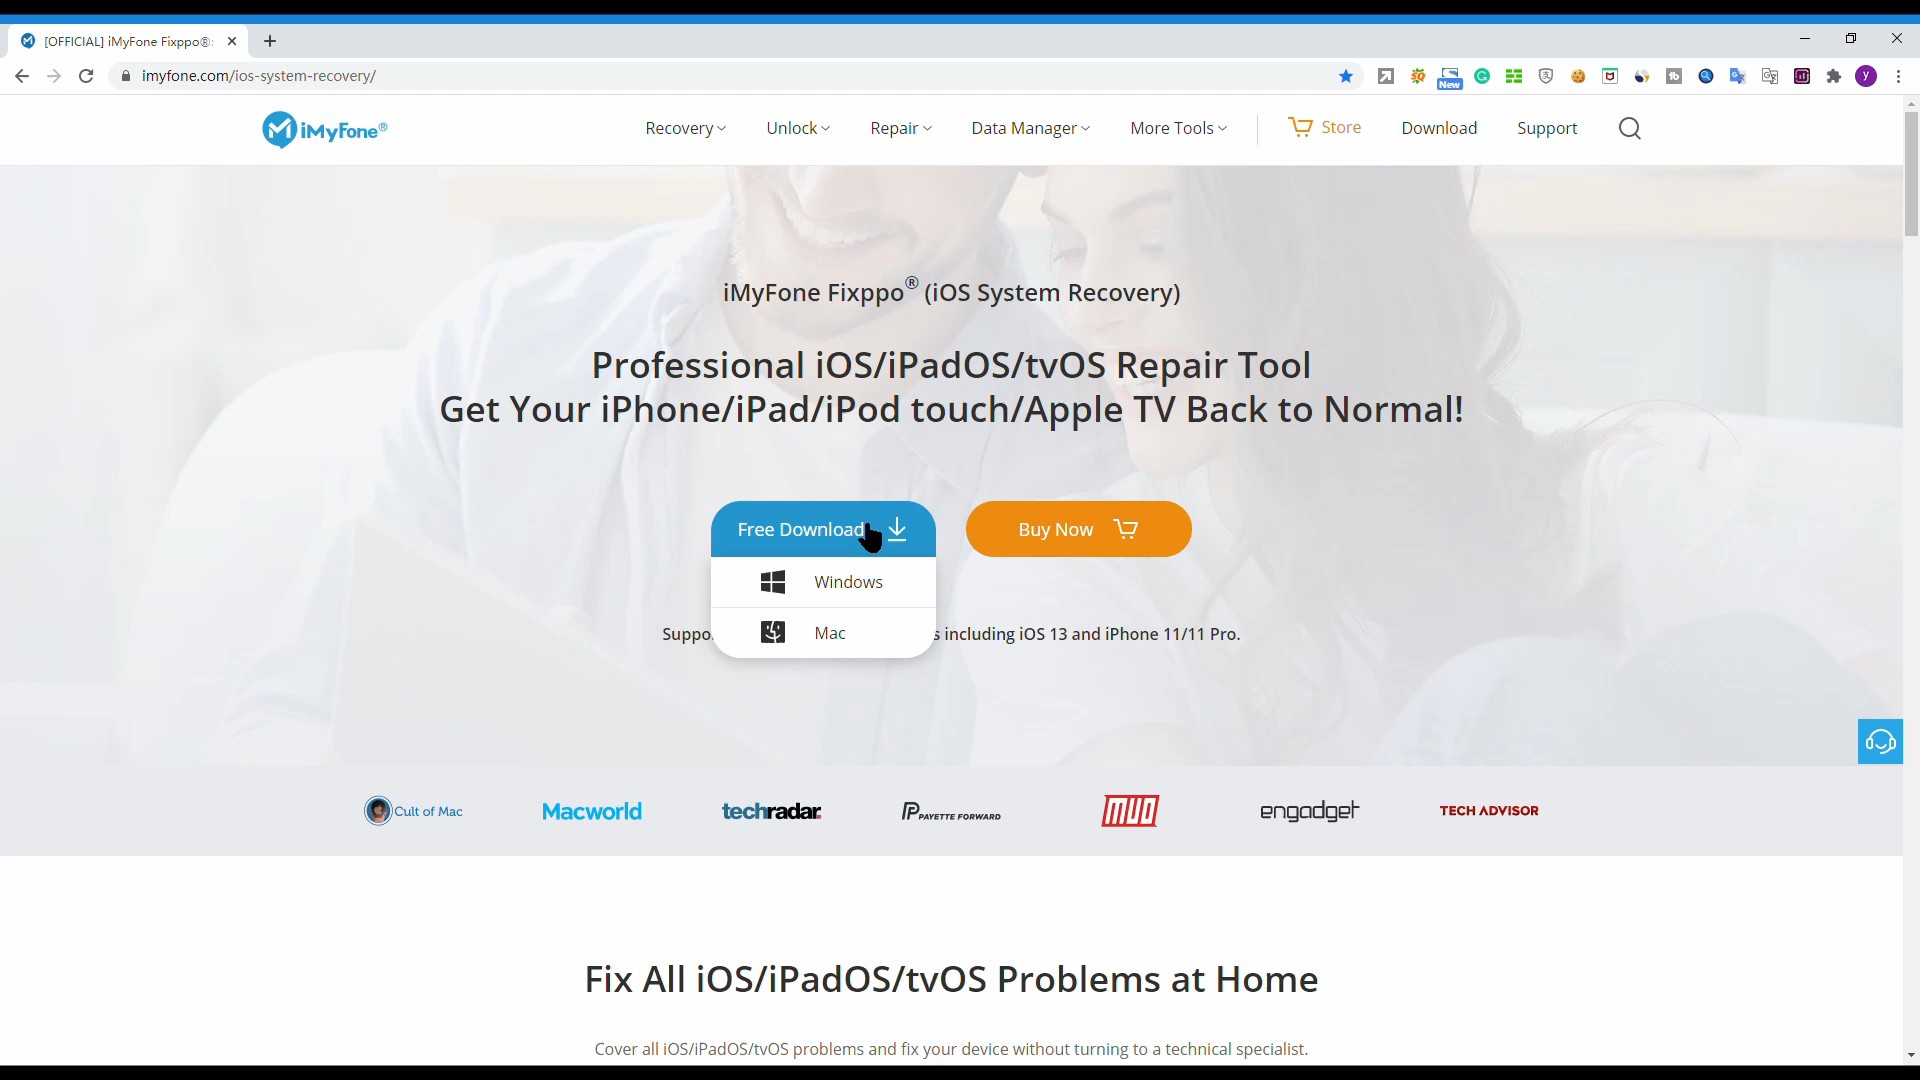 [OFFICIAL] iMyFone Fixppo®:
imyfone.com/ios-system-recovery/
New
y
iMyFone®
Recovery
Unlock
Repair
Data Manager
More Tools
Store
Download
Support
iMyFone Fixppo® (iOS System Recovery)
Professional iOS/iPadOS/tvOS Repair Tool
Get Your iPhone/iPad/iPod touch/Apple TV Back to Normal!
Free Download
Buy Now
Windows
Mac
Suppo
s including iOS 13 and iPhone 11/11 Pro.
Cult of Mac
Macworld
techradar.
PAYETTE FORWARD
MUO
engadget
TECH ADVISOR
Fix All iOS/iPadOS/tvOS Problems at Home
Cover all iOS/iPadOS/tvOS problems and fix your device without turning to a technical specialist.